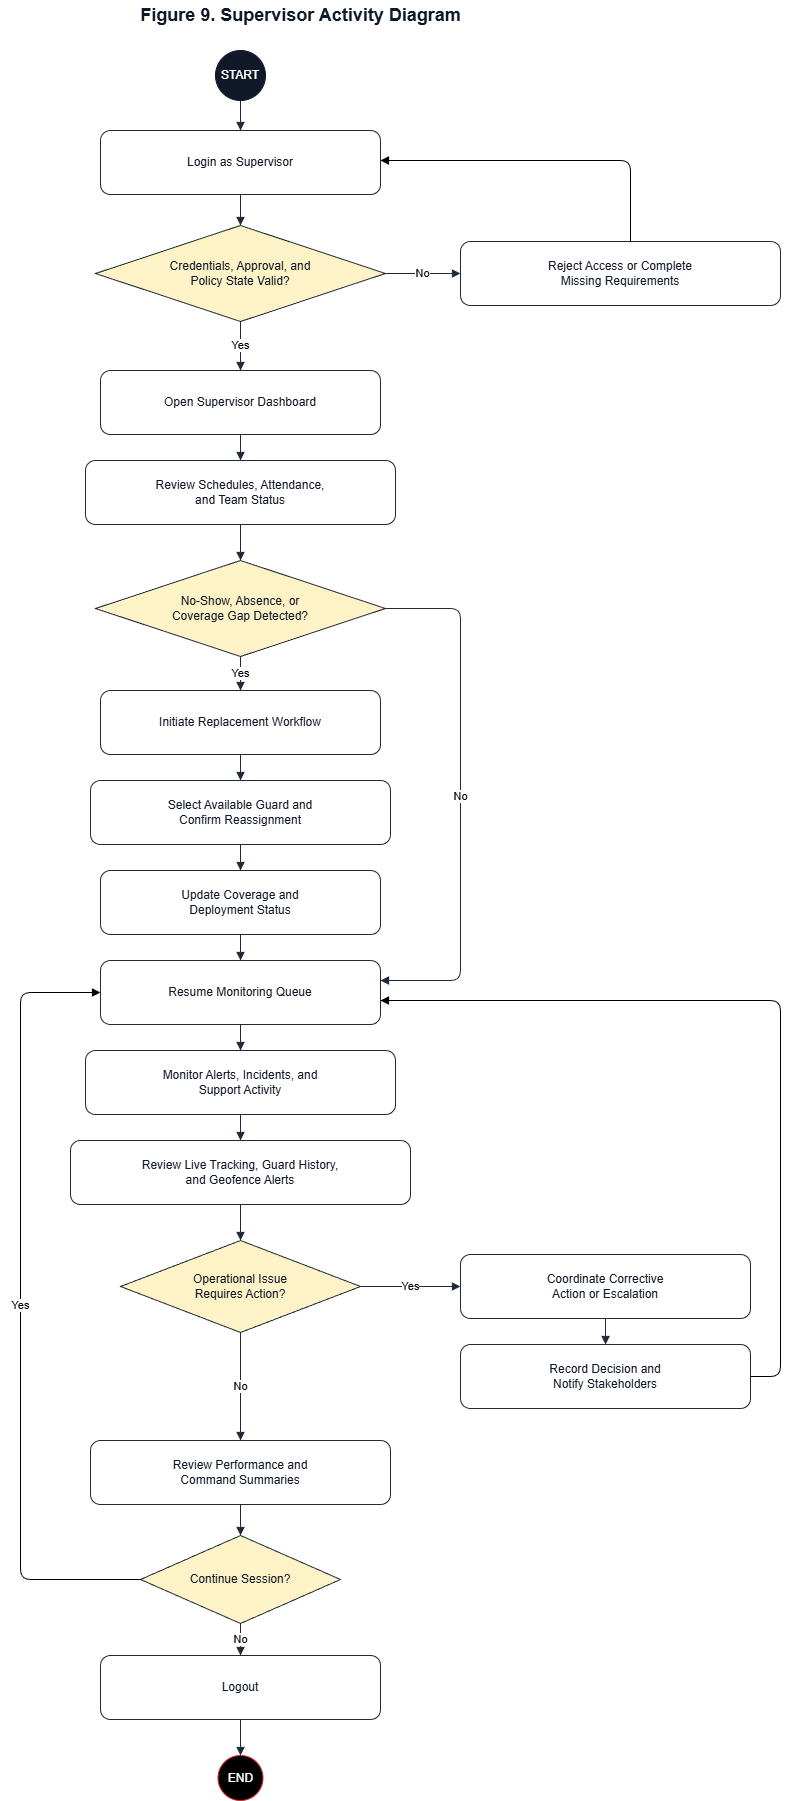 Figure 9. Supervisor Activity Diagram
START
Login as Supervisor
Credentials, Approval, and
Policy State Valid?
No
Reject Access or Complete
Missing Requirements
Yes
Open Supervisor Dashboard
Review Schedules, Attendance,
and Team Status
No-Show, Absence, or
Coverage Gap Detected?
Yes
Initiate Replacement Workflow
No
Select Available Guard and
Confirm Reassignment
Update Coverage and
Deployment Status
Resume Monitoring Queue
Monitor Alerts, Incidents, and
Support Activity
Review Live Tracking, Guard History,
and Geofence Alerts
Operational Issue
Requires Action?
Yes
Coordinate Corrective
Action or Escalation
Yes
Record Decision and
Notify Stakeholders
No
Review Performance and
Command Summaries
Continue Session?
No
Logout
END